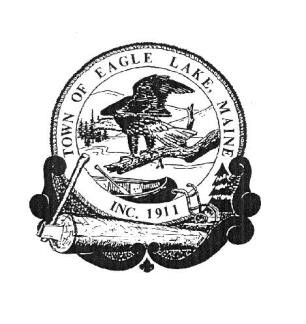 TOWN OF EAGLE LAKE, MAINE
INC. 1911